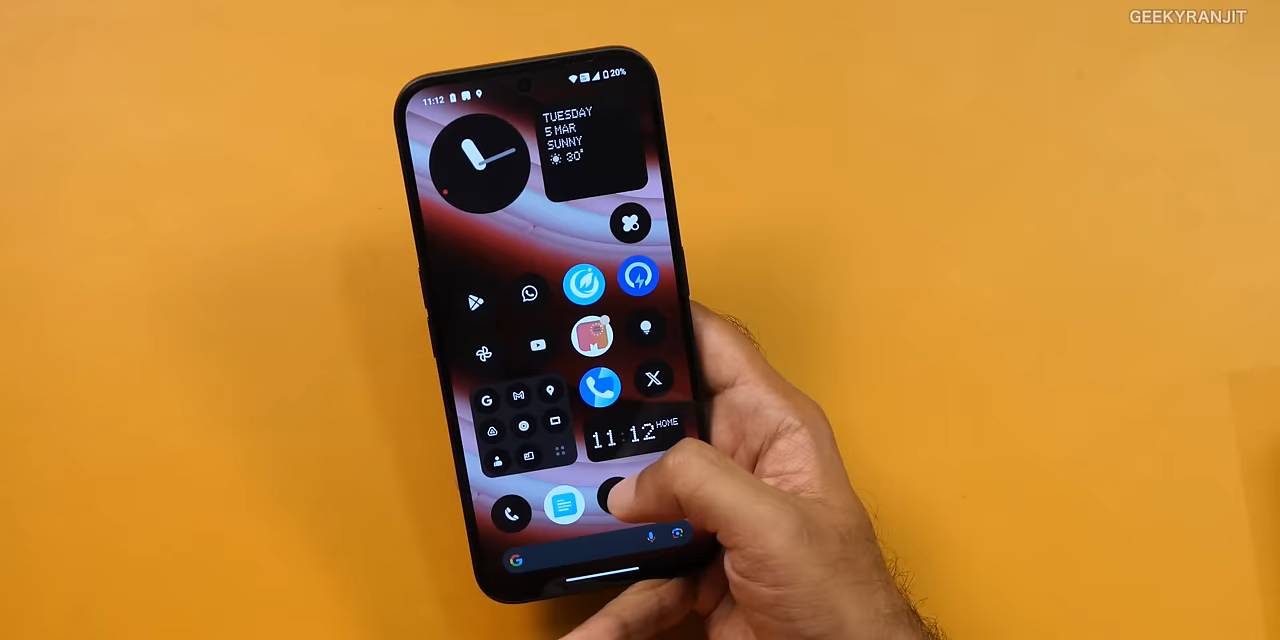 GEEKYRANJIT
11:12
20%
TUESDAY
5 MAR
SUNNY
30°
11:12 HOME